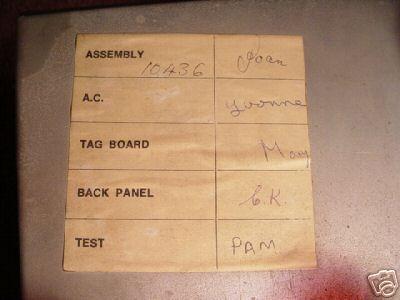 ASSEMBLY 10436 Joan
A.C. Yvonne
TAG BOARD May
BACK PANEL C.K.
TEST PAM